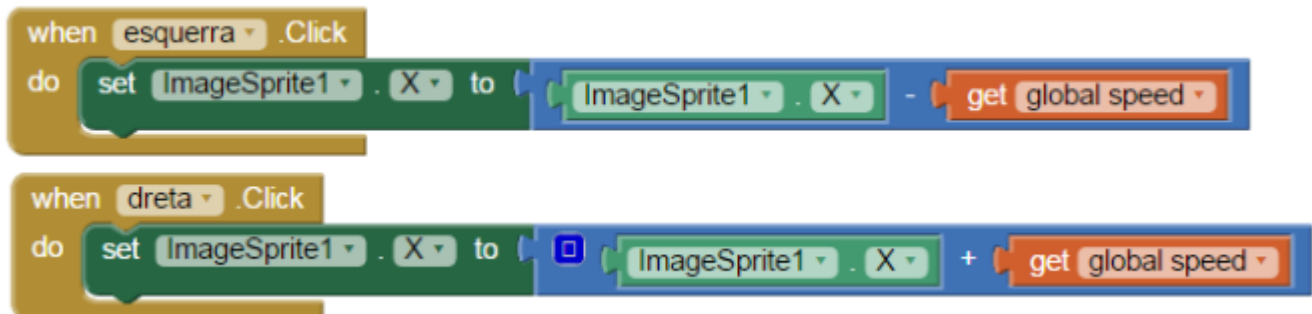 when esquerra .Click
do set ImageSprite1 . X to ImageSprite1 . X - get global speed
when dreta .Click
do set ImageSprite1 . X to ImageSprite1 . X + get global speed